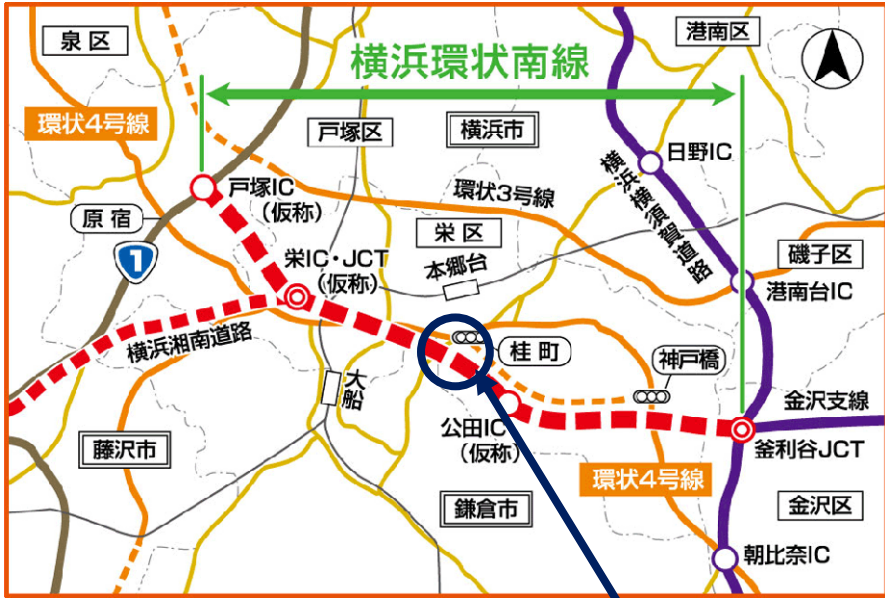 泉区
港南区
横浜環状南線
環状4号線
戸塚区
横浜市
日野IC
戸塚IC
(仮称)
環状3号線
横浜横須賀道路
原宿
栄区
磯子区
1
栄IC・JCT
(仮称)
本郷台
港南台IC
横浜湘南道路
桂町
神戸橋
大船
金沢支線
公田IC
(仮称)
藤沢市
釜利谷JCT
環状4号線
鎌倉市
金沢区
朝比奈IC